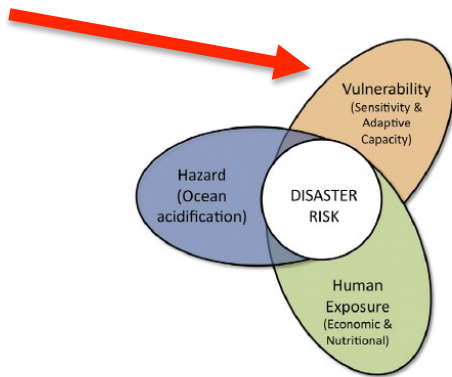 Vulnerability
(Sensitivity &
Adaptive
Capacity)
Hazard
(Ocean
acidification)
DISASTER
RISK
Human
Exposure
(Economic &
Nutritional)